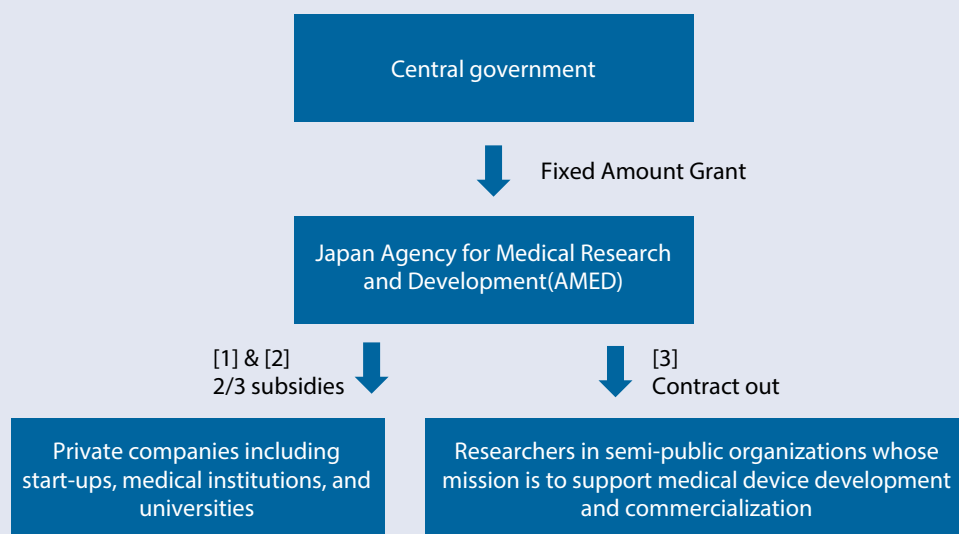 Central government
Fixed Amount Grant
Japan Agency for Medical Research
and Development(AMED)
[1] & [2]
2/3 subsidies
[3]
Contract out
Private companies including
start-ups, medical institutions, and
universities
Researchers in semi-public organizations whose
mission is to support medical device development
and commercialization